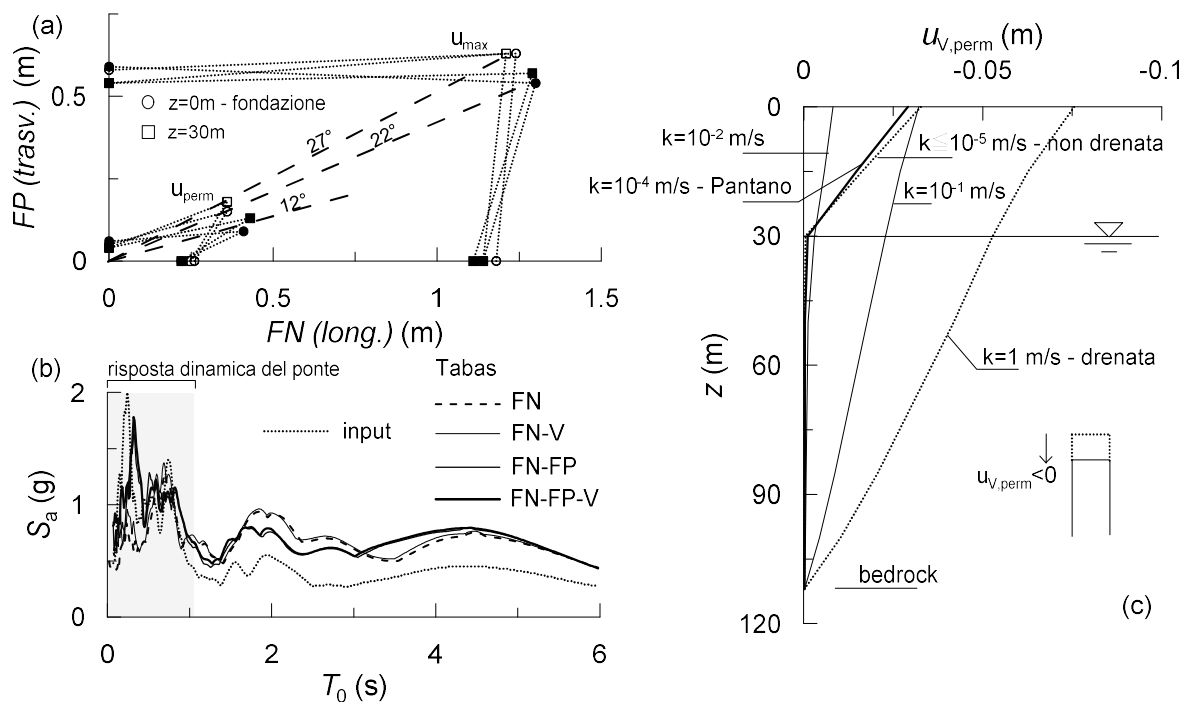 (a)
u_max
z=0m - fondazione
z=30m
27°
22°
12°
u_perm
FP (trasv.) (m)
0.5
0
0
0.5
1
1.5
FN (long.) (m)
(b)
risposta dinamica del ponte
Tabas
FN
FN-V
FN-FP
FN-FP-V
input
S_a (g)
2
1
0
0
2
4
6
T_0 (s)
u_V,perm (m)
0
-0.05
-0.1
k=10^-2 m/s
k≦10^-5 m/s - non drenata
k=10^-4 m/s - Pantano
k=10^-1 m/s
k=1 m/s - drenata
u_V,perm<0
bedrock
z (m)
0
30
60
90
120
(c)